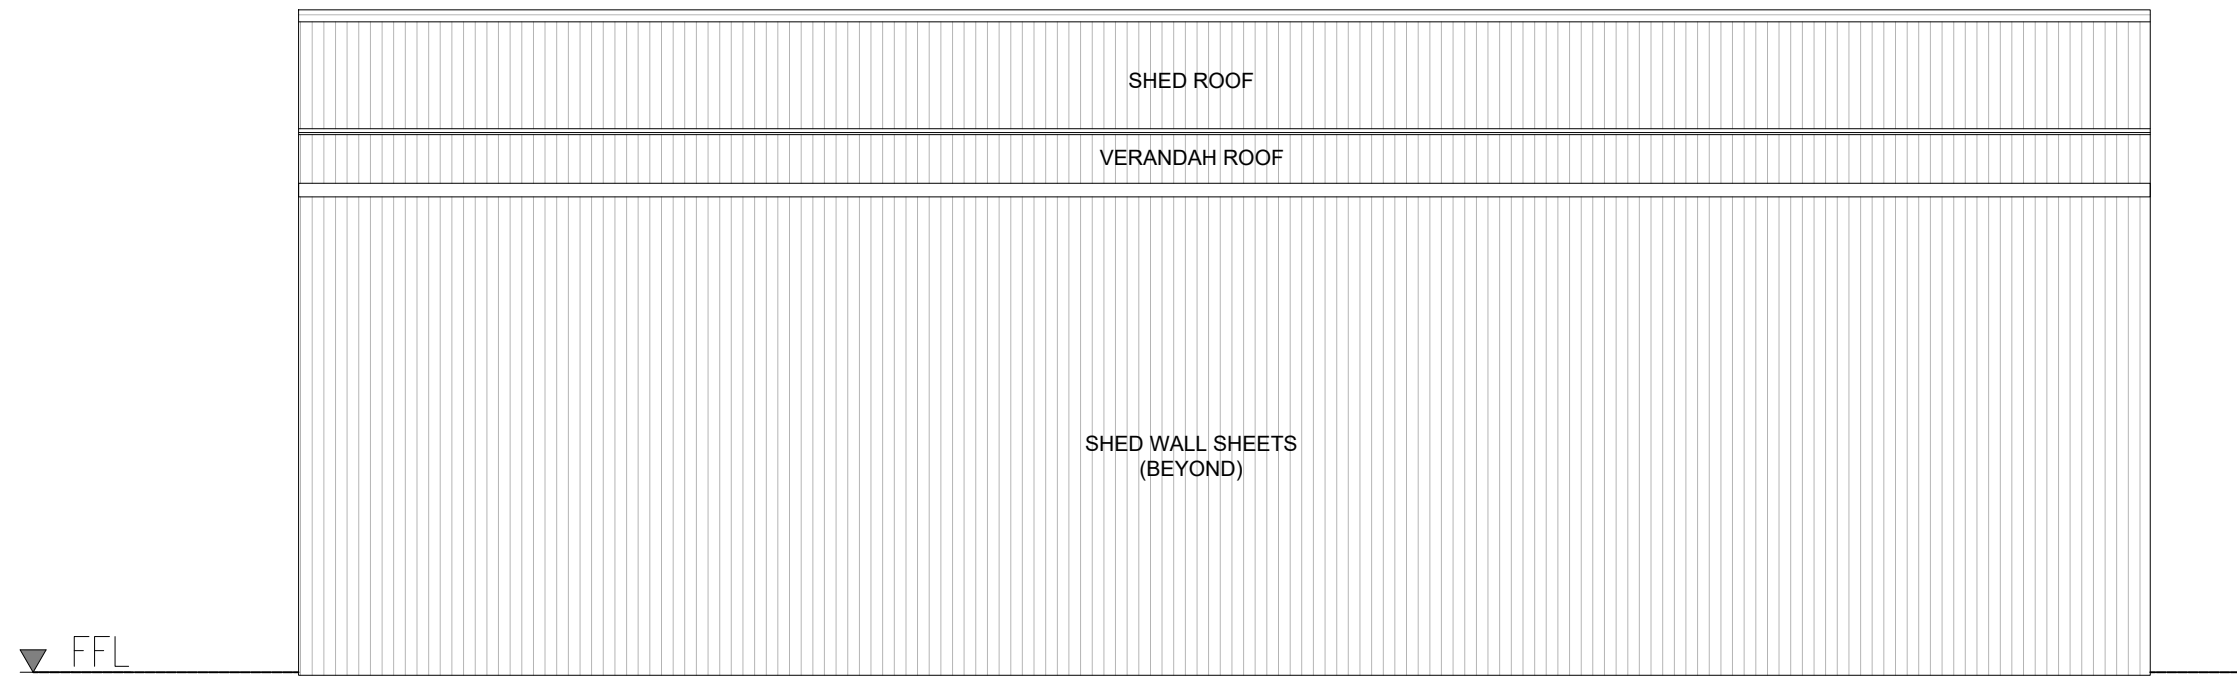 SHED ROOF
VERANDAH ROOF
SHED WALL SHEETS
(BEYOND)
FFL